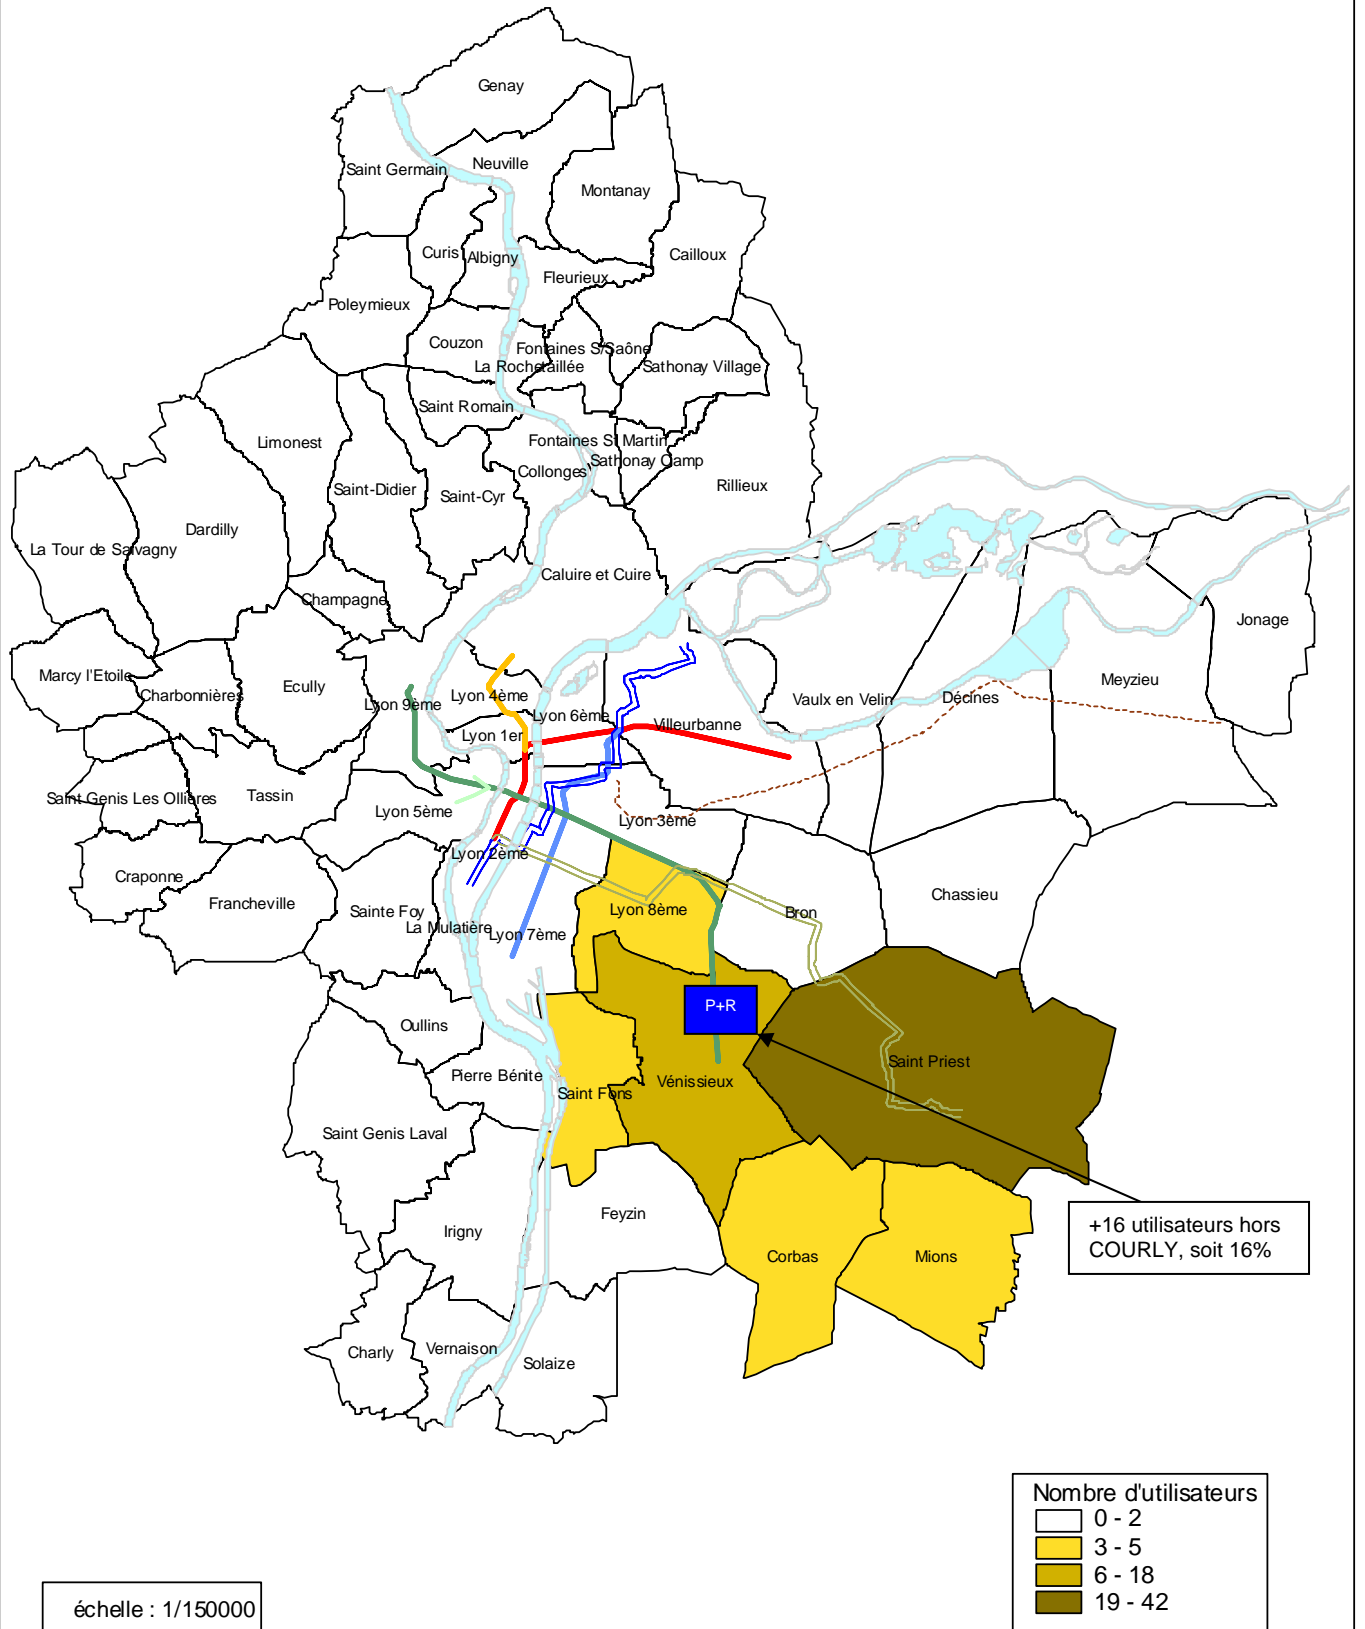 Genay
Saint Germain
Neuville
Montanay
Curis
Albigny
Cailloux
Fleurieux
Poleymieux
Couzon
Fontaines S/Saône
La Rochetaillée
Sathonay Village
Saint Romain
Limonest
Fontaines St Martin
Sathonay Camp
Collonges
Saint-Didier
Saint-Cyr
Rillieux
Dardilly
La Tour de Salvagny
Caluire et Cuire
Champagne
Jonage
Marcy l'Etoile
Charbonnières
Ecully
Lyon 9ème
Lyon 4ème
Lyon 6ème
Villeurbanne
Vaulx en Velin
Décines
Meyzieu
Lyon 1er
Saint Genis Les Ollières
Tassin
Lyon 5ème
Lyon 3ème
Lyon 2ème
Craponne
Francheville
Sainte Foy
La Mulatière
Lyon 7ème
Lyon 8ème
Bron
Chassieu
P+R
Oullins
Pierre Bénite
Saint Fons
Vénissieux
Saint Priest
Saint Genis Laval
Irigny
Feyzin
Corbas
Mions
+16 utilisateurs hors
COURLY, soit 16%
Charly
Vernaison
Solaize
Nombre d'utilisateurs
0 - 2
3 - 5
6 - 18
19 - 42
échelle : 1/150000